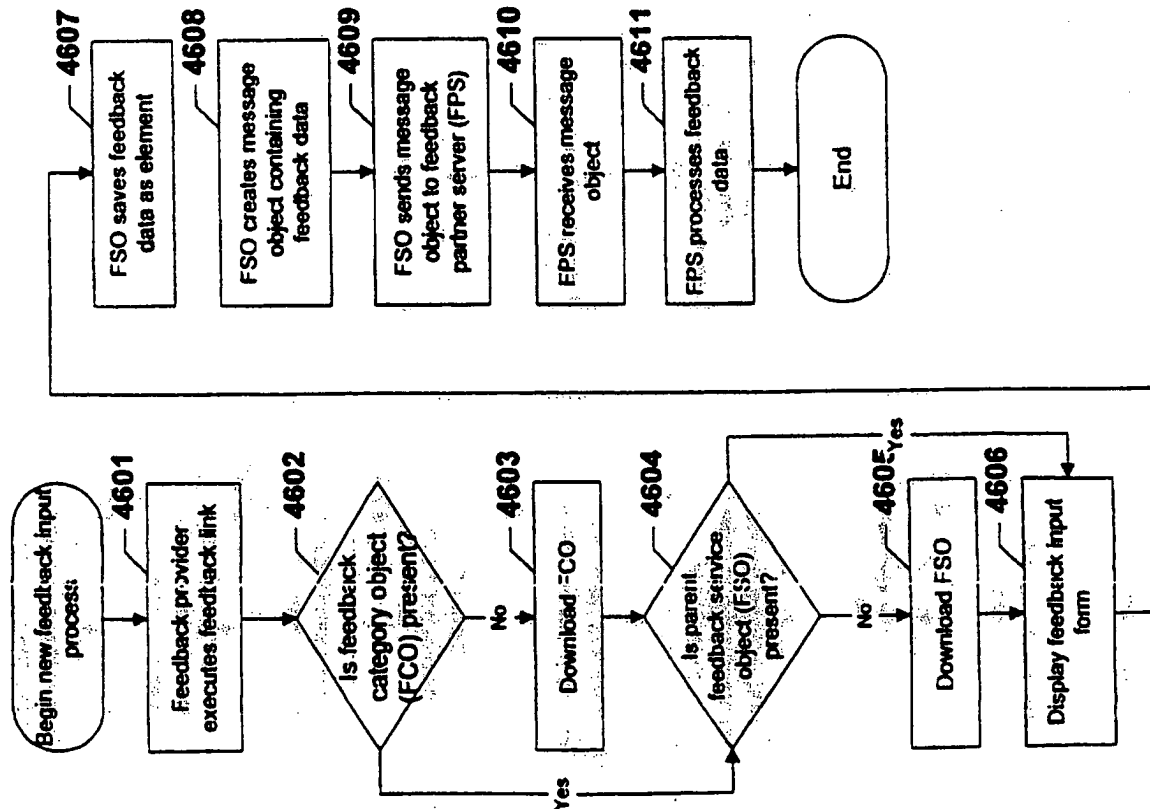 Begin new feedback input
process
4601
Feedback provider
executes feedback link
4602
Is feedback
category object
(FCO) present?
No
Yes
4603
Download FCO
4604
Is parent
feedback service
object (FSO)
present?
No
Yes
4605
Download FSO
4606
Display feedback input
form
4607
FSO saves feedback
data as element
4608
FSO creates message
object containing
feedback data
4609
FSO sends message
object to feedback
partner server (FPS)
4610
FPS receives message
object
4611
FPS processes feedback
data
End